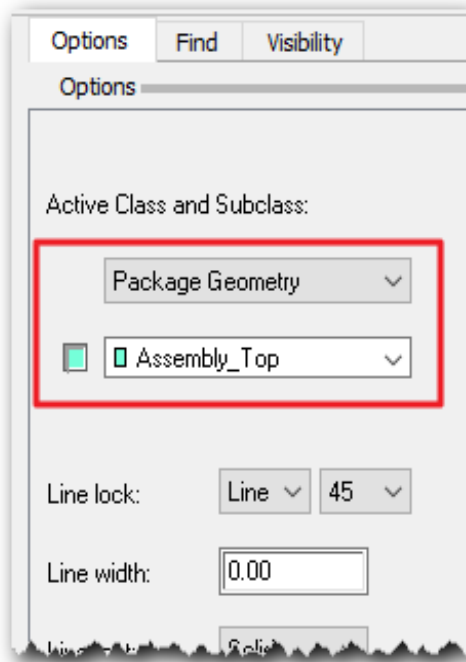 Options Find Visibility
Options
Active Class and Subclass:
Package Geometry
Assembly_Top
Line lock: Line 45
Line width: 0.00